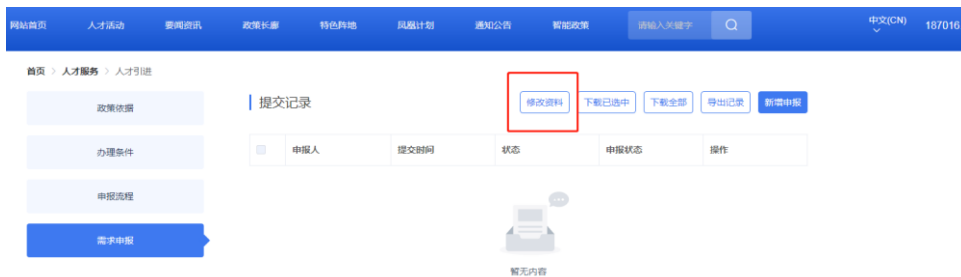 网站首页 人才活动 要闻资讯 政策长廊 特色阵地 凤凰计划 通知公告 智能政策 请输入关键字 中文(CN) 187016
首页 > 人才服务 > 人才引进
政策依据
办理条件
申报流程
需求申报
提交记录
修改资料 下载已选中 下载全部 导出记录 新增申报
申报人 提交时间 状态 申报状态 操作
暂无内容